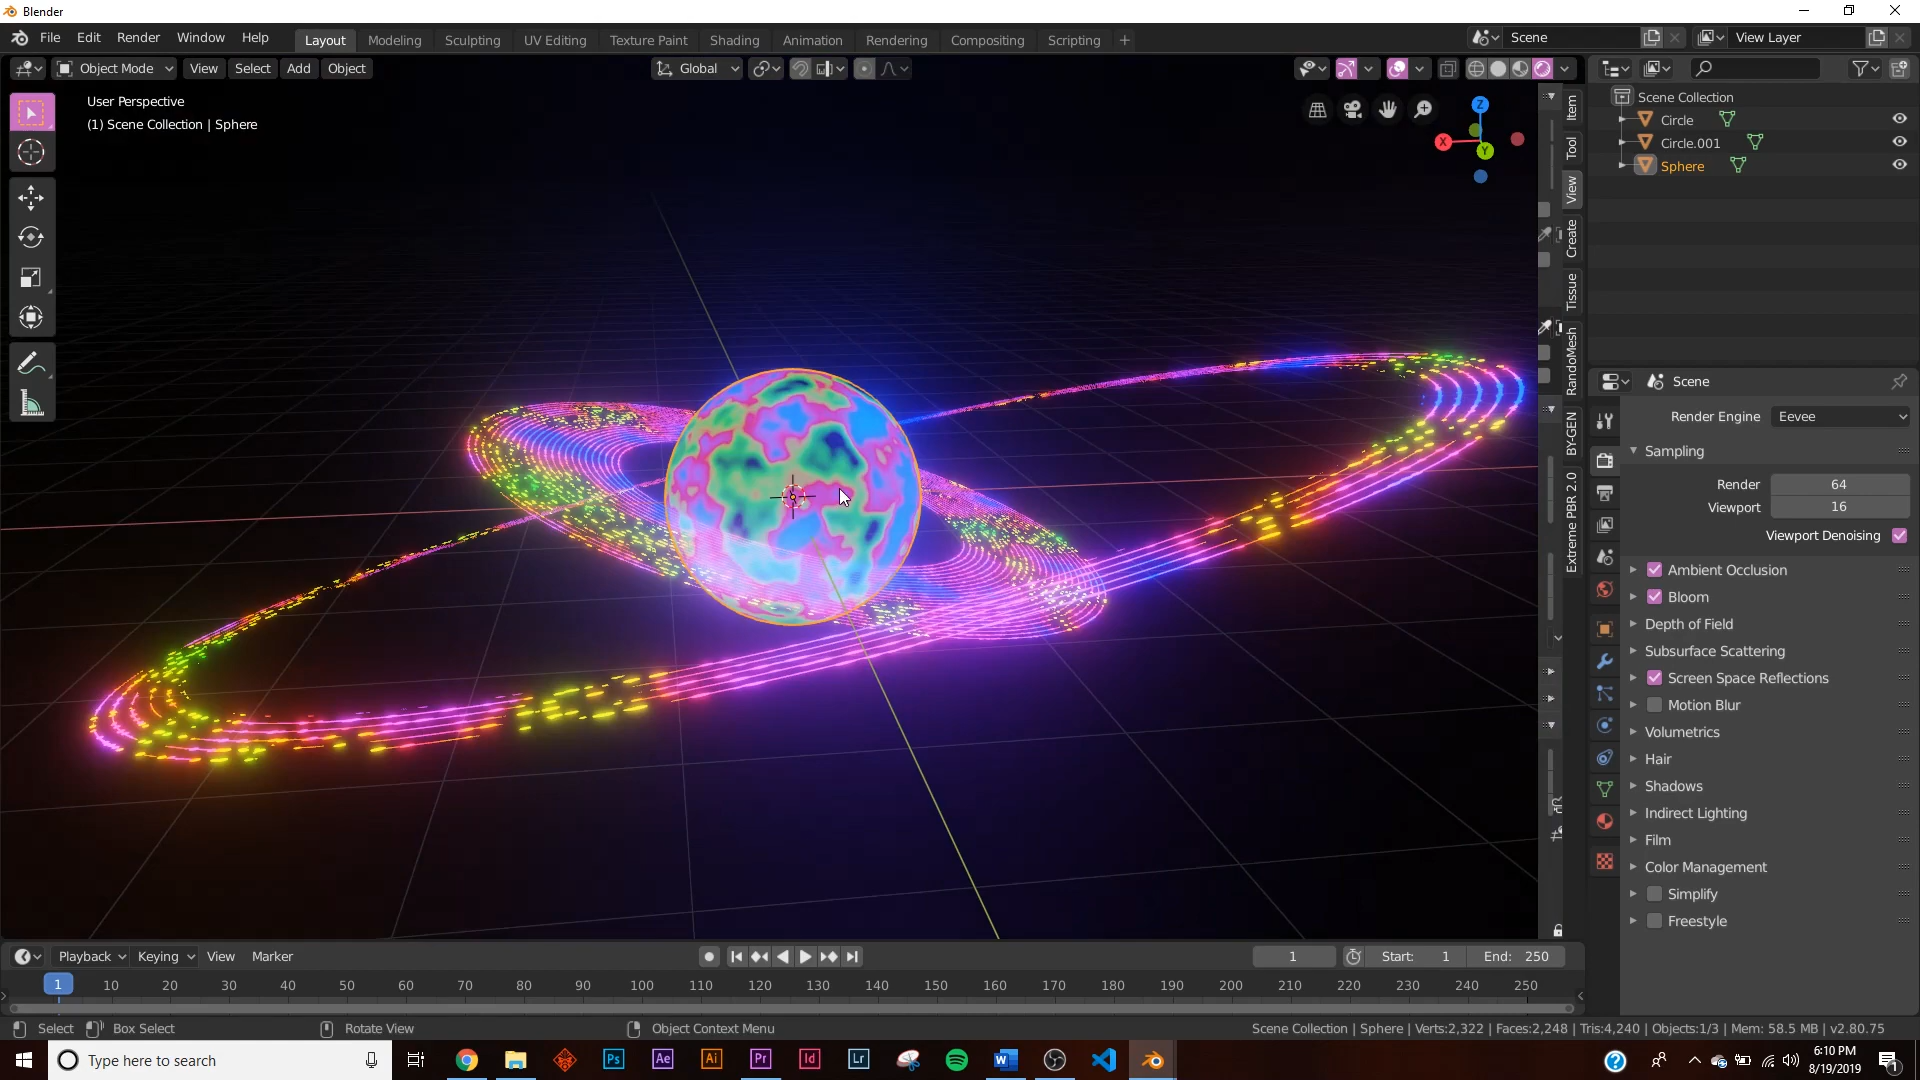 Blender
File Edit Render Window Help Layout Modeling Sculpting UV Editing Texture Paint Shading Animation Rendering Compositing Scripting + Scene View Layer
Object Mode View Select Add Object Global
User Perspective
(1) Scene Collection | Sphere
Z
X
Y
Item
Tool
View
Create
Tissue
RandoMesh
BY-GEN
Extreme PBR 2.0
Scene Collection
Circle
Circle.001
Sphere
Scene
Render Engine Eevee
Sampling
Render 64
Viewport 16
Viewport Denoising
Ambient Occlusion
Bloom
Depth of Field
Subsurface Scattering
Screen Space Reflections
Motion Blur
Volumetrics
Hair
Shadows
Indirect Lighting
Film
Color Management
Simplify
Freestyle
Playback Keying View Marker 1 Start: 1 End: 250
1 10 20 30 40 50 60 70 80 90 100 110 120 130 140 150 160 170 180 190 200 210 220 230 240 250
Select Box Select Rotate View Object Context Menu Scene Collection | Sphere | Verts:2,322 | Faces:2,248 | Tris:4,240 | Objects:1/3 | Mem: 58.5 MB | v2.80.75
Type here to search Ps Ae Ai Pr Id Lr W ? 6:10 PM
8/19/2019 1